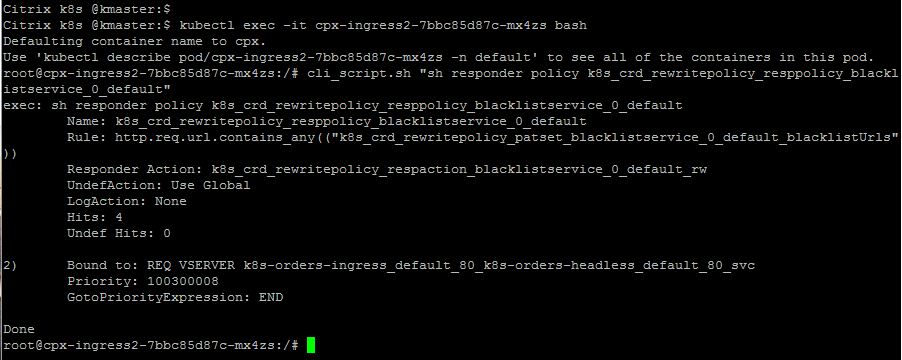 Citrix k8s @kmaster:$
Citrix k8s @kmaster:$ kubectl exec -it cpx-ingress2-7bbc85d87c-mx4zs bash
Defaulting container name to cpx.
Use 'kubectl describe pod/cpx-ingress2-7bbc85d87c-mx4zs -n default' to see all of the containers in this pod.
root@cpx-ingress2-7bbc85d87c-mx4zs:/# cli_script.sh "sh responder policy k8s_crd_rewritepolicy_resppolicy_blackl
istservice_0_default"
exec: sh responder policy k8s_crd_rewritepolicy_resppolicy_blacklistservice_0_default
Name: k8s_crd_rewritepolicy_resppolicy_blacklistservice_0_default
Rule: http.req.url.contains_any(("k8s_crd_rewritepolicy_patset_blacklistservice_0_default_blacklistUrls"
))
Responder Action: k8s_crd_rewritepolicy_respaction_blacklistservice_0_default_rw
UndefAction: Use Global
LogAction: None
Hits: 4
Undef Hits: 0
2) Bound to: REQ VSERVER k8s-orders-ingress_default_80_k8s-orders-headless_default_80_svc
Priority: 100300008
GotoPriorityExpression: END
Done
root@cpx-ingress2-7bbc85d87c-mx4zs:/#